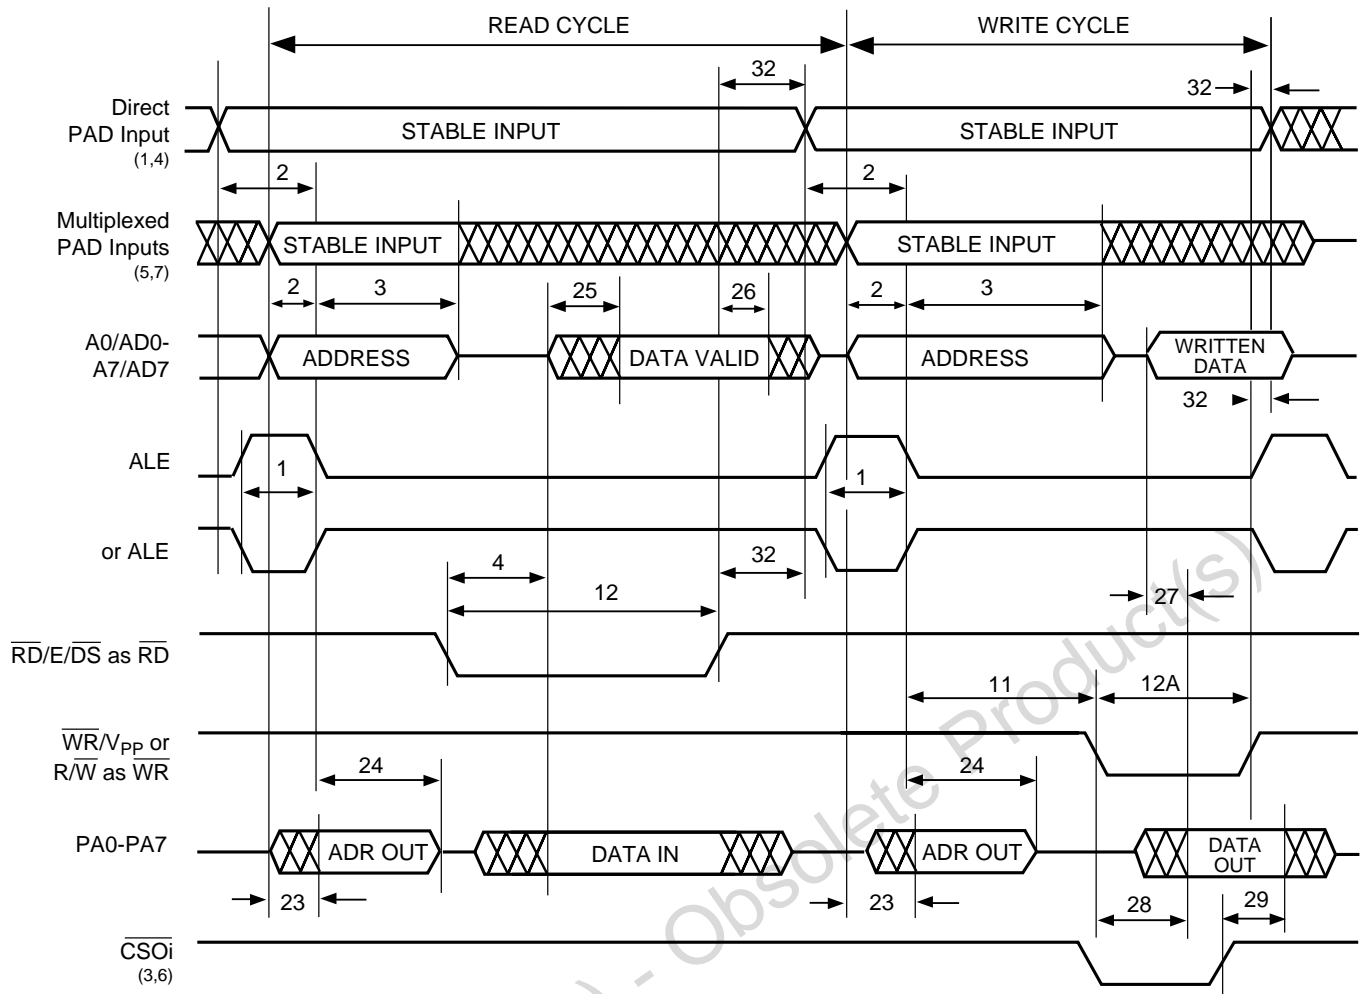 READ CYCLE
WRITE CYCLE
32
32
Direct
PAD Input
(1,4)
STABLE INPUT
STABLE INPUT
2
2
Multiplexed
PAD Inputs
(5,7)
STABLE INPUT
STABLE INPUT
2
3
25
26
2
3
A0/AD0-
A7/AD7
ADDRESS
DATA VALID
ADDRESS
WRITTEN
DATA
32
ALE
1
1
or ALE
4
32
12
27
RD/E/DS as RD
11
12A
WR/VPP or
R/W as WR
24
24
PA0-PA7
ADR OUT
DATA IN
ADR OUT
DATA
OUT
23
23
28
29
CSOi
(3,6)
) - Obsolete Product(s)